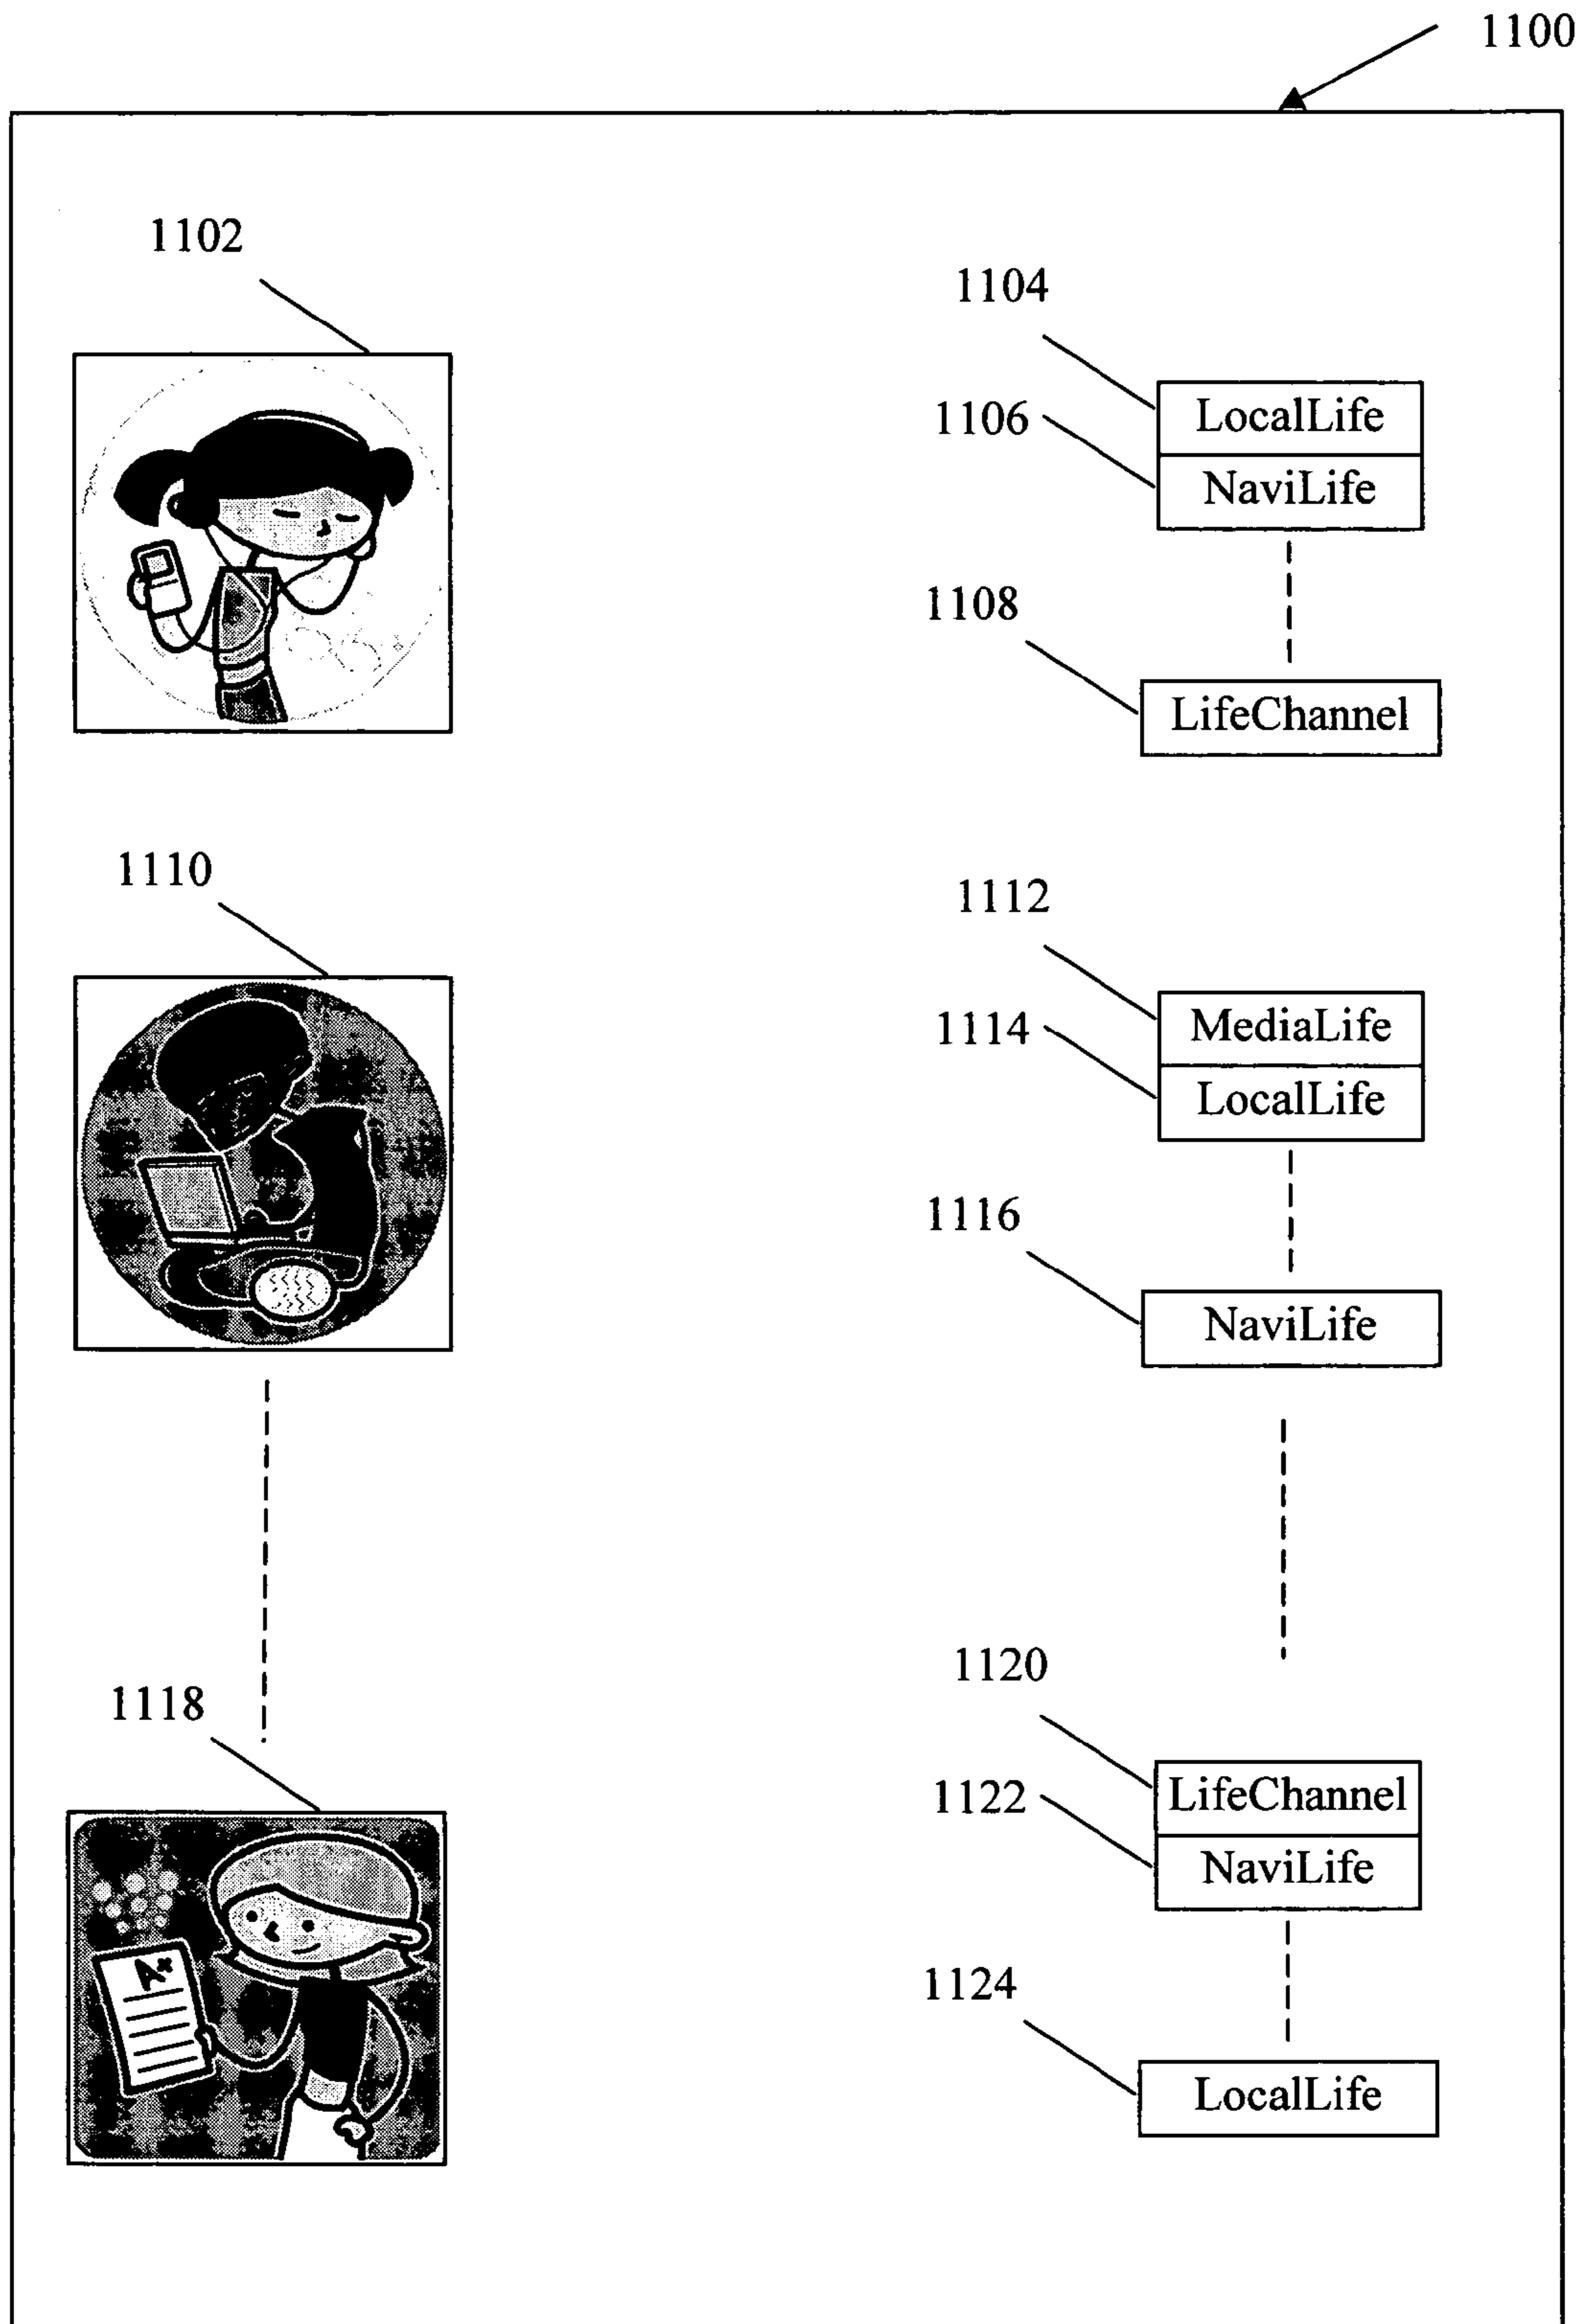 1100
1102
1104
LocalLife
1106
NaviLife
1108
LifeChannel
1110
1112
MediaLife
1114
LocalLife
1116
NaviLife
1118
1120
LifeChannel
1122
NaviLife
A+
1124
LocalLife